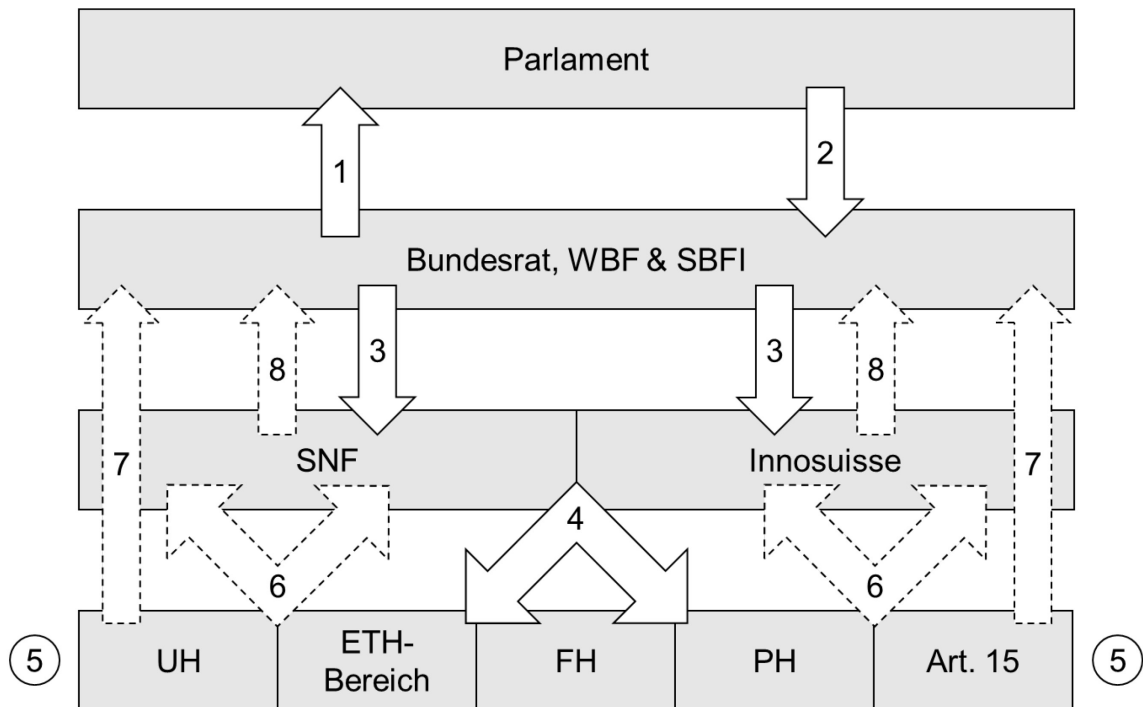 Parlament
1
2
Bundesrat, WBF & SBFI
8
3
3
8
7
SNF
Innosuisse
7
4
6
6
5
UH
ETH-
Bereich
FH
PH
Art. 15
5